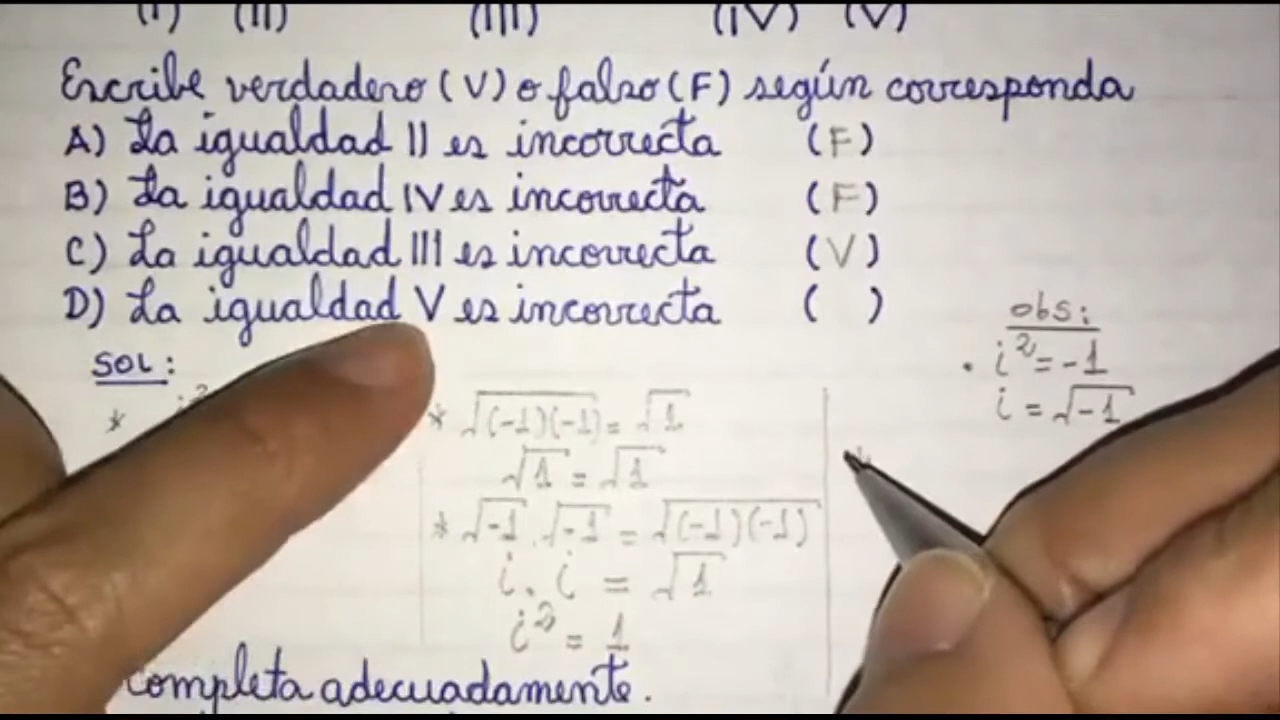 (I) (II) (III) (IV) (V)
Escribe verdadero (V) o falso (F) según corresponda
A) La igualdad II es incorrecta (F)
B) La igualdad IV es incorrecta (F)
C) La igualdad III es incorrecta (V)
D) La igualdad V es incorrecta ( )
SOL:
obs:
. i² = -1
i = √-1
*
* √(-1)(-1) = √1
√1 = √1
* √-1 . √-1 = √(-1)(-1)
i . i = √1
i² = 1
completa adecuadamente.